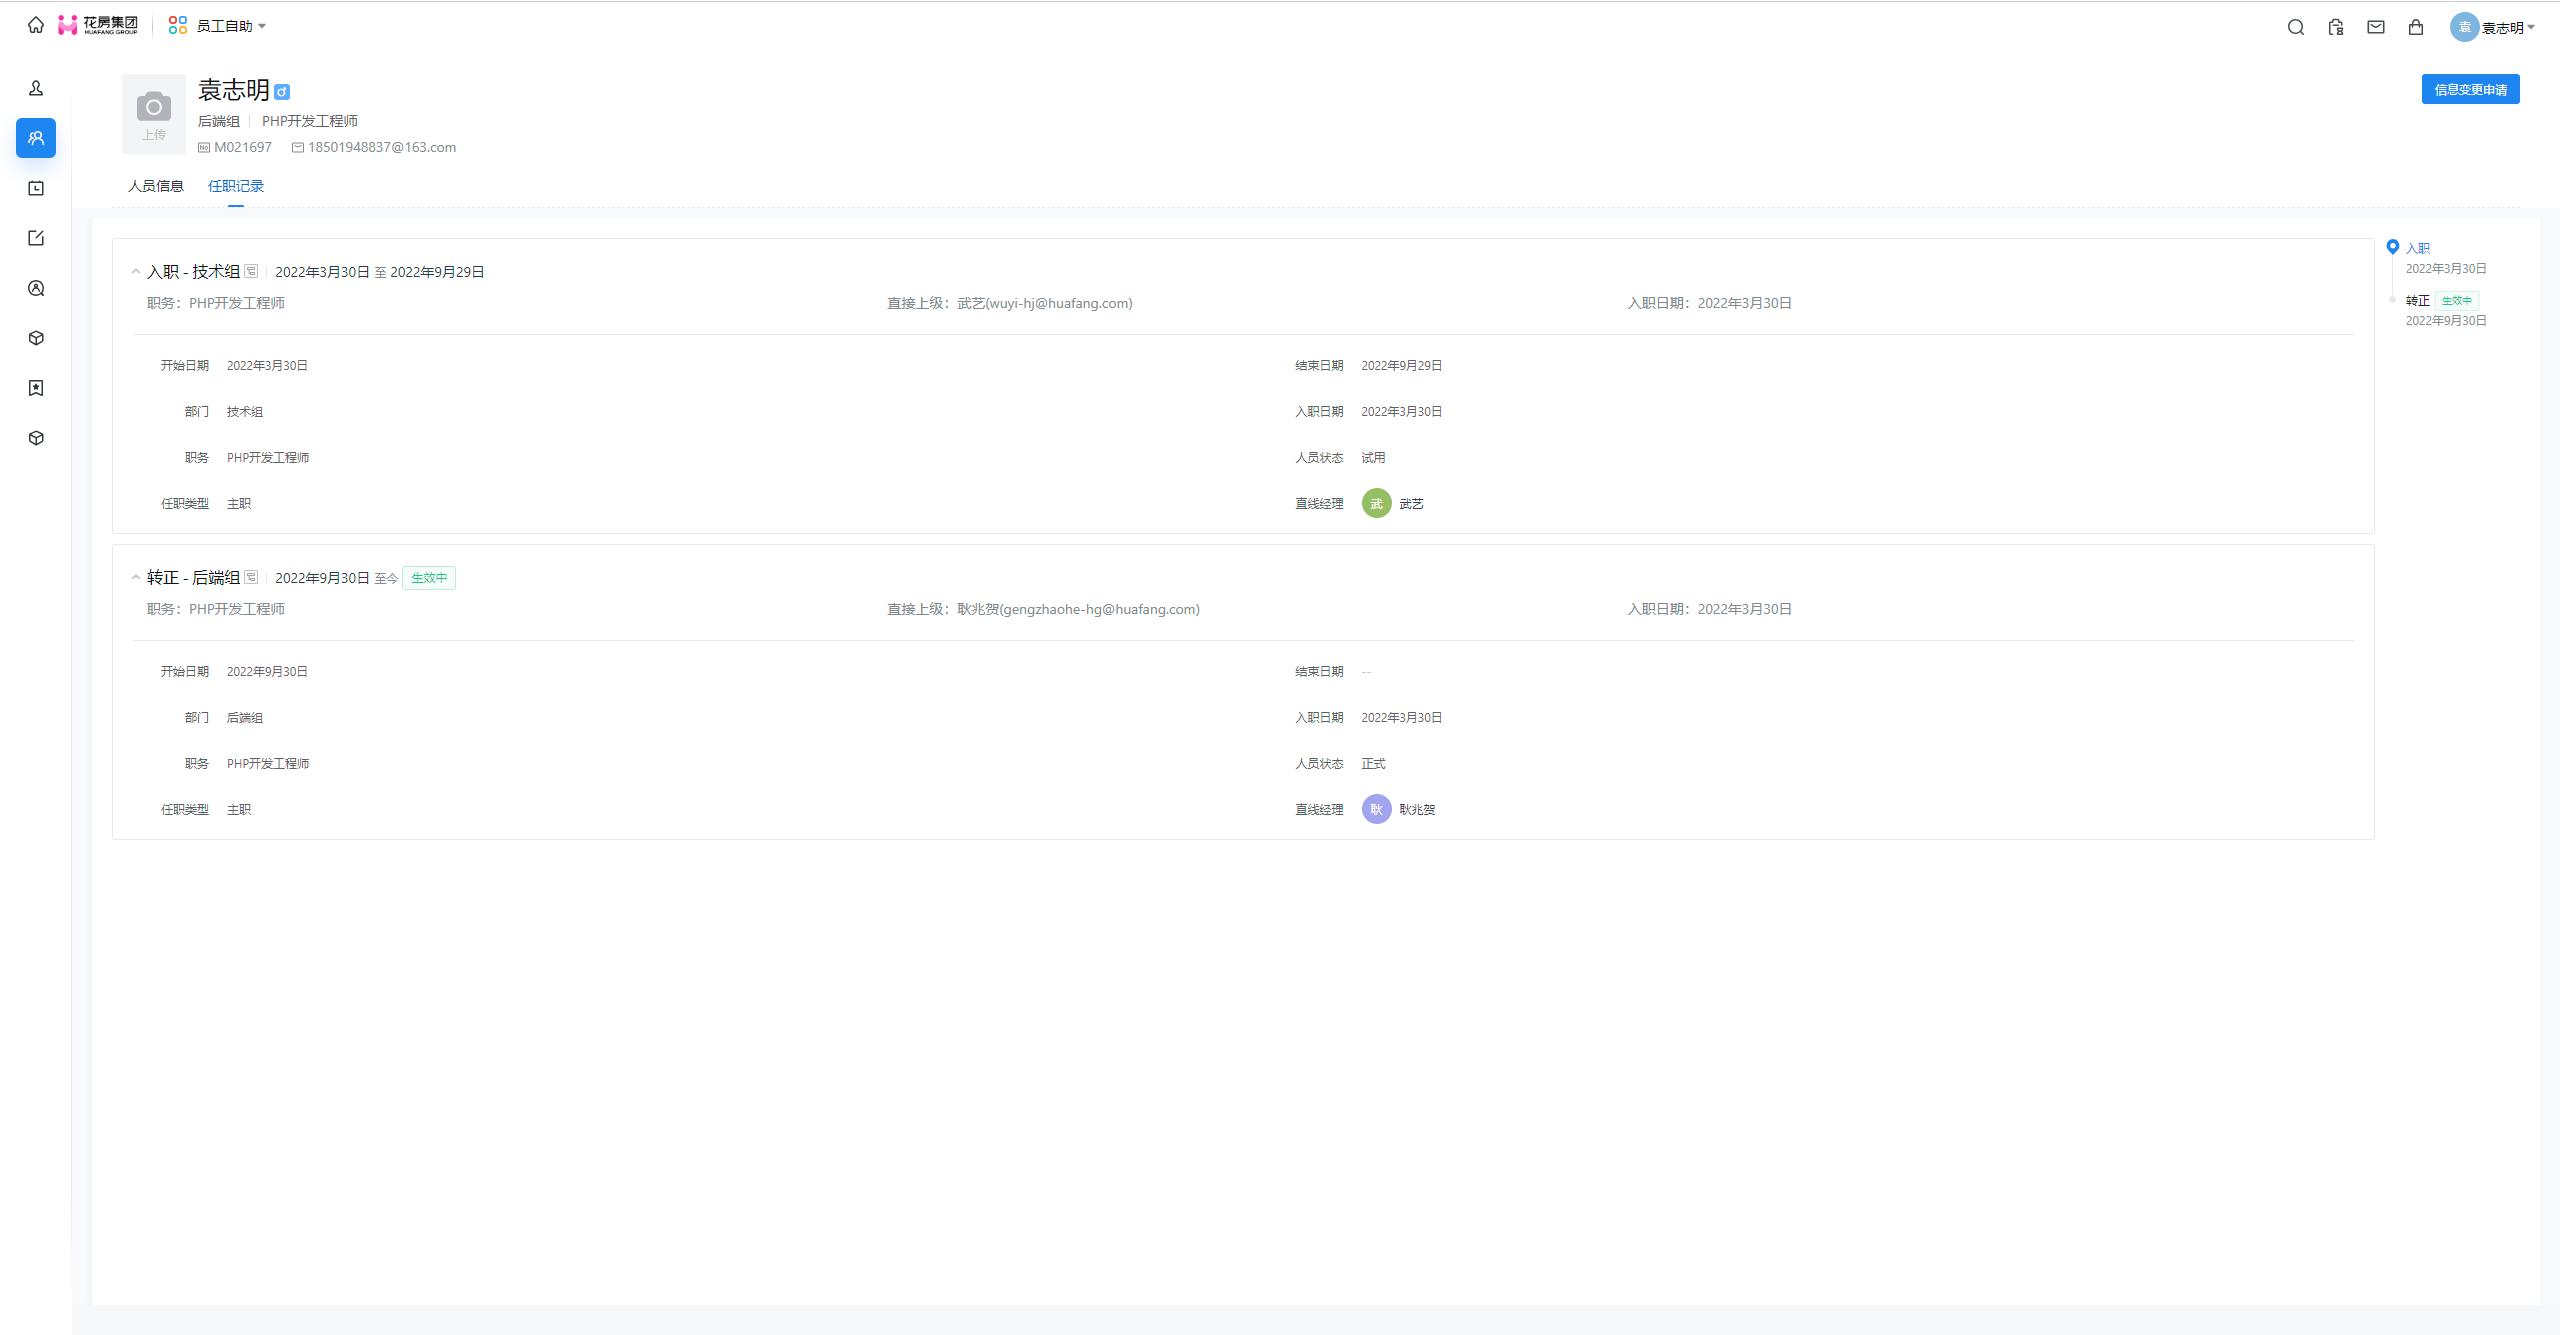 花房集团
HUAFANG GROUP
员工自助
袁 袁志明
袁志明
后端组 PHP开发工程师
上传
M021697 18501948837@163.com
信息变更申请
人员信息 任职记录
入职 - 技术组 2022年3月30日 至 2022年9月29日
职务：PHP开发工程师 直接上级：武艺(wuyi-hj@huafang.com) 入职日期：2022年3月30日
开始日期 2022年3月30日 结束日期 2022年9月29日
部门 技术组 入职日期 2022年3月30日
职务 PHP开发工程师 人员状态 试用
任职类型 主职 直线经理 武 武艺
转正 - 后端组 2022年9月30日 至今 生效中
职务：PHP开发工程师 直接上级：耿兆贺(gengzhaohe-hg@huafang.com) 入职日期：2022年3月30日
开始日期 2022年9月30日 结束日期 --
部门 后端组 入职日期 2022年3月30日
职务 PHP开发工程师 人员状态 正式
任职类型 主职 直线经理 耿 耿兆贺
入职
2022年3月30日
转正 生效中
2022年9月30日